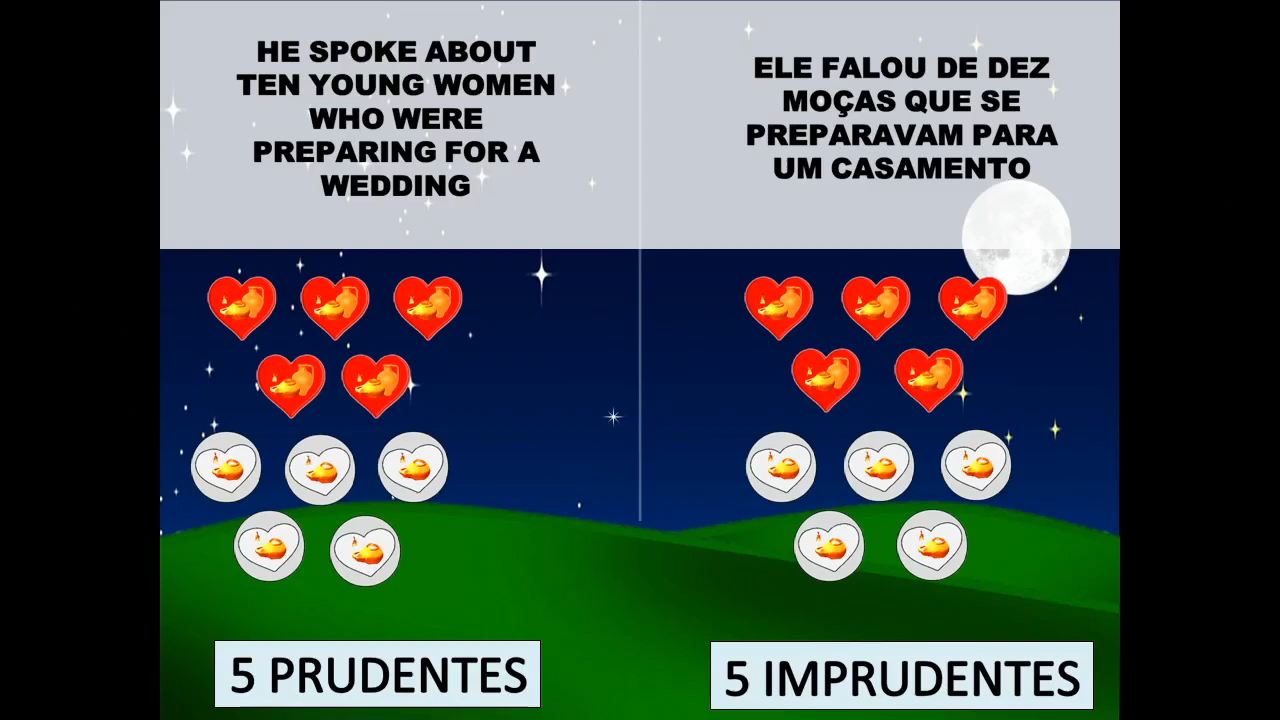 HE SPOKE ABOUT
TEN YOUNG WOMEN
WHO WERE
PREPARING FOR A
WEDDING
ELE FALOU DE DEZ
MOÇAS QUE SE
PREPARAVAM PARA
UM CASAMENTO
5 PRUDENTES
5 IMPRUDENTES